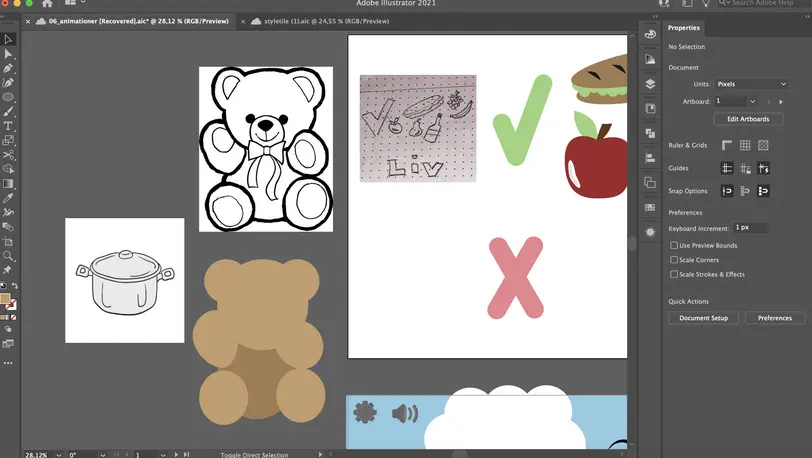 Adobe Illustrator 2021
Search Adobe Help
× 06_animationer [Recovered].aic* @ 28,12 % (RGB/Preview)
× styletile (1).aic @ 24,55 % (RGB/Preview)
Properties
No Selection
Document
Units: Pixels
Artboard: 1
Edit Artboards
Ruler & Grids
Guides
Snap Options
Preferences
Keyboard Increment: 1 px
Use Preview Bounds
Scale Corners
Scale Strokes & Effects
Quick Actions
Document Setup
Preferences
Liv
28,12%
0°
1
Toggle Direct Selection